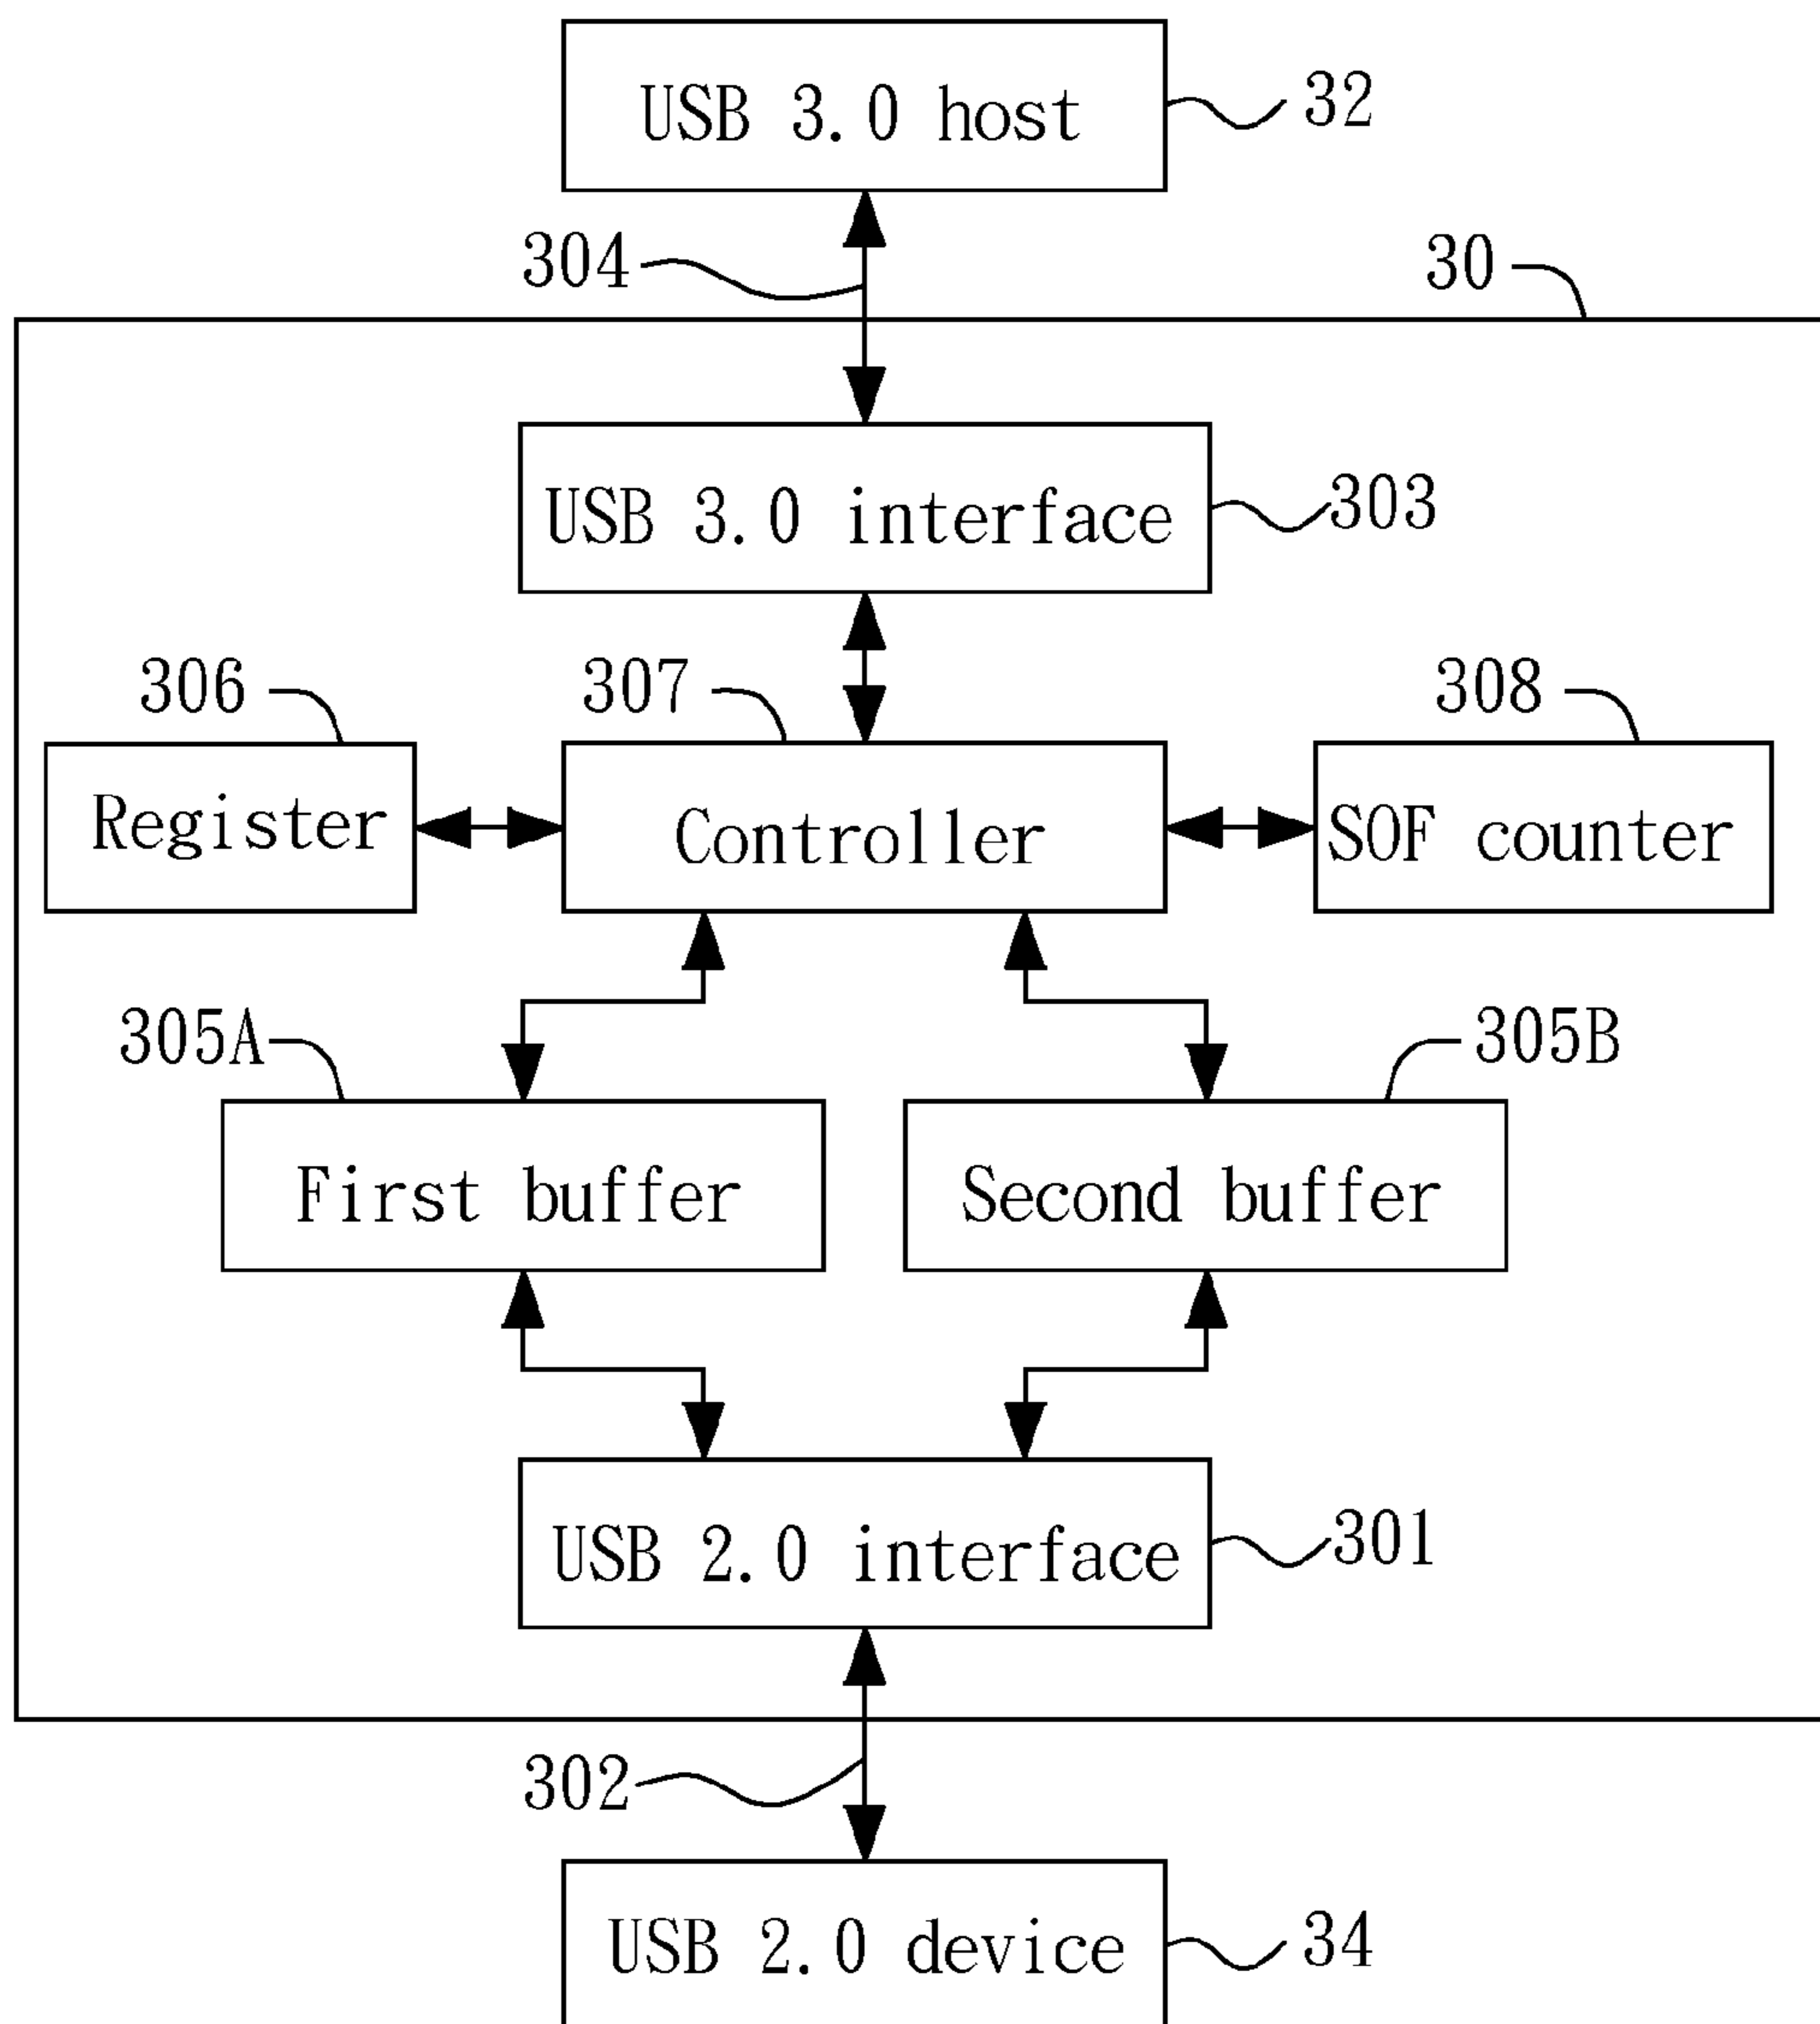 USB 3.0 host
32
304
30
USB 3.0 interface
303
306
307
308
Register
Controller
SOF counter
305A
305B
First buffer
Second buffer
USB 2.0 interface
301
302
USB 2.0 device
34